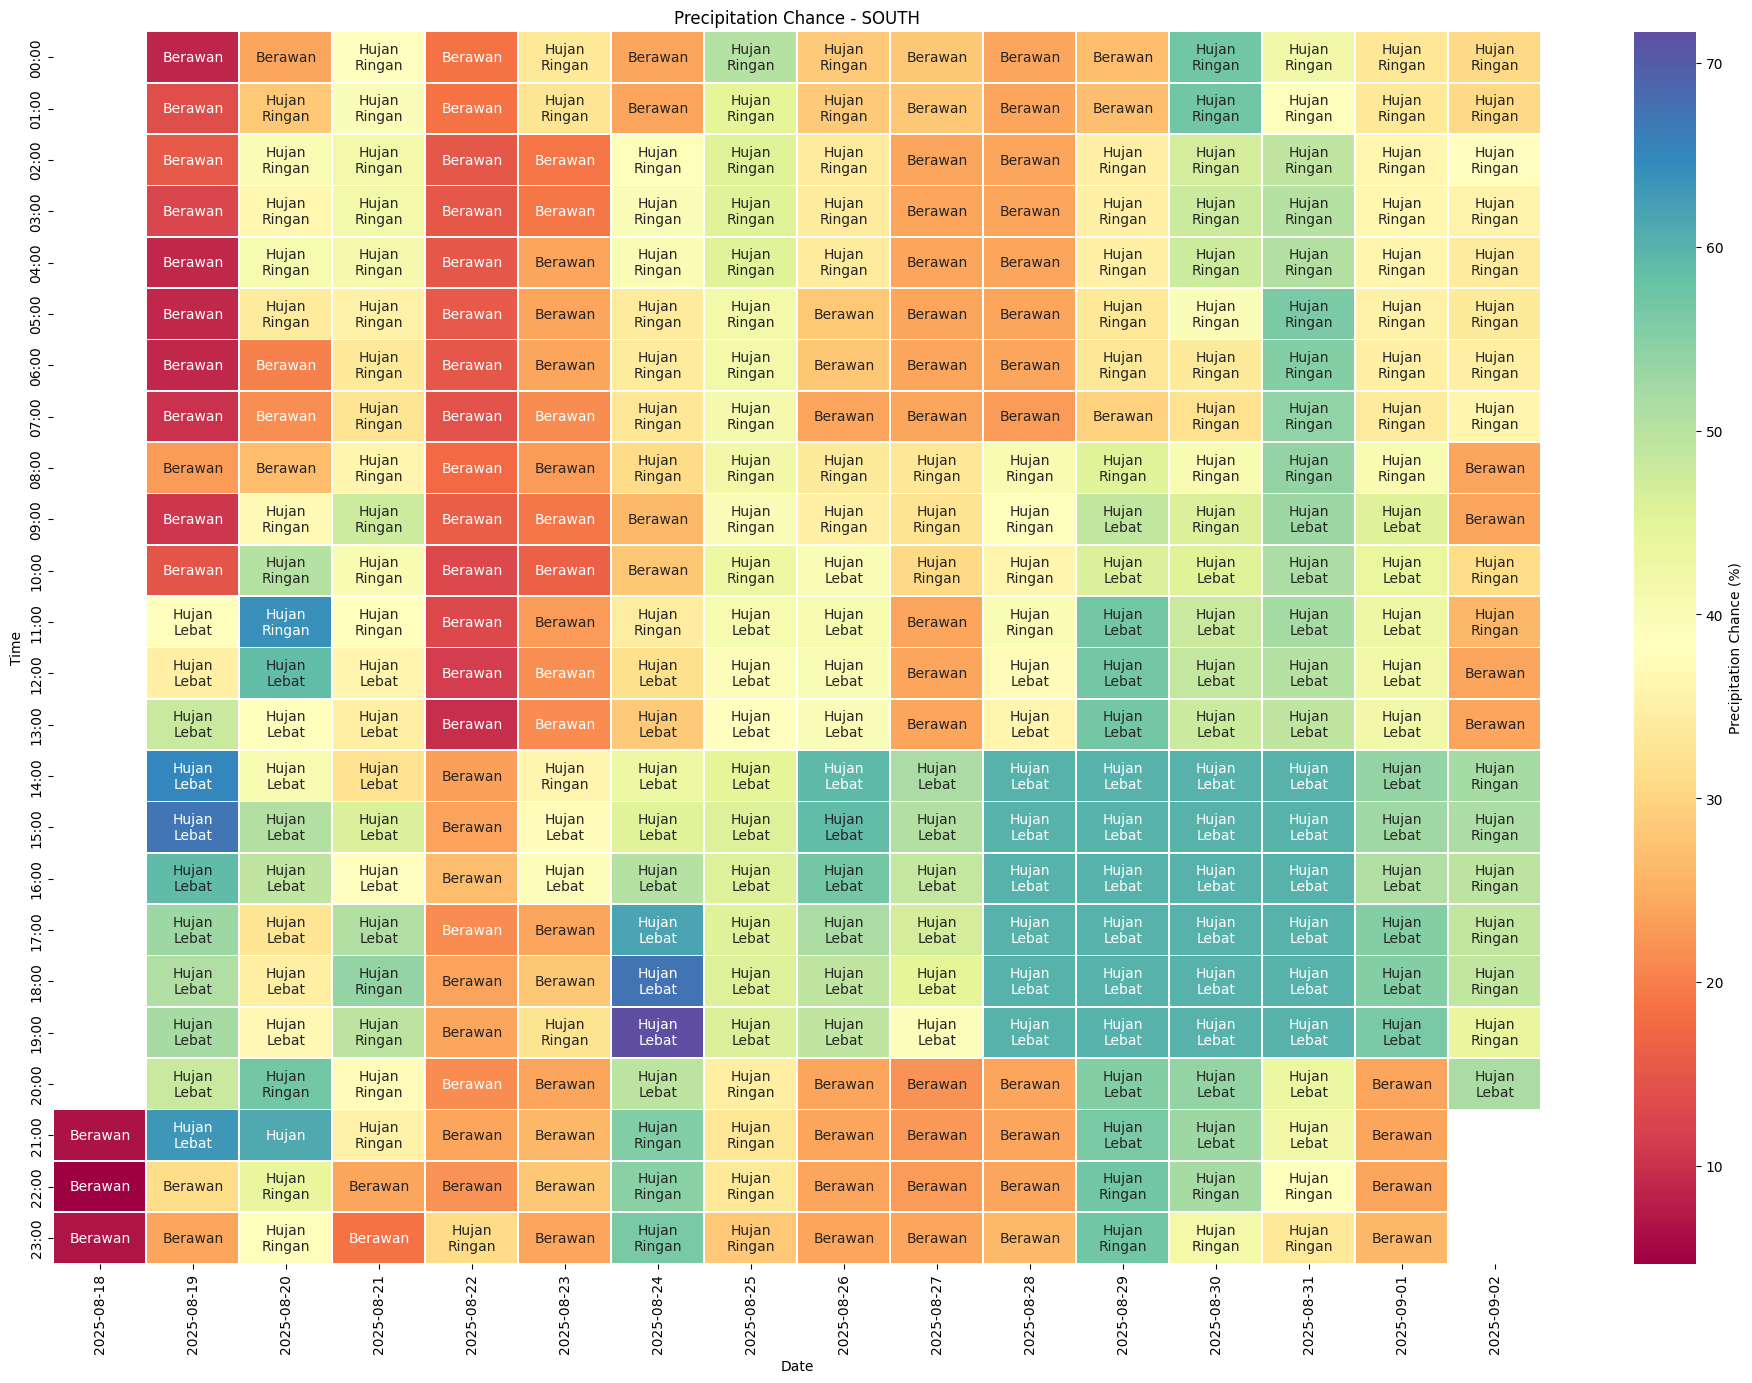 Precipitation Chance - SOUTH
00:00 Berawan Berawan Hujan Ringan Berawan Hujan Ringan Berawan Hujan Ringan Hujan Ringan Berawan Berawan Berawan Hujan Ringan Hujan Ringan Hujan Ringan Hujan Ringan
01:00 Berawan Hujan Ringan Hujan Ringan Berawan Hujan Ringan Berawan Hujan Ringan Hujan Ringan Berawan Berawan Berawan Hujan Ringan Hujan Ringan Hujan Ringan Hujan Ringan
02:00 Berawan Hujan Ringan Hujan Ringan Berawan Berawan Hujan Ringan Hujan Ringan Hujan Ringan Berawan Berawan Hujan Ringan Hujan Ringan Hujan Ringan Hujan Ringan Hujan Ringan
03:00 Berawan Hujan Ringan Hujan Ringan Berawan Berawan Hujan Ringan Hujan Ringan Hujan Ringan Berawan Berawan Hujan Ringan Hujan Ringan Hujan Ringan Hujan Ringan Hujan Ringan
04:00 Berawan Hujan Ringan Hujan Ringan Berawan Berawan Hujan Ringan Hujan Ringan Hujan Ringan Berawan Berawan Hujan Ringan Hujan Ringan Hujan Ringan Hujan Ringan Hujan Ringan
05:00 Berawan Hujan Ringan Hujan Ringan Berawan Berawan Hujan Ringan Hujan Ringan Berawan Berawan Berawan Hujan Ringan Hujan Ringan Hujan Ringan Hujan Ringan Hujan Ringan
06:00 Berawan Berawan Hujan Ringan Berawan Berawan Hujan Ringan Hujan Ringan Berawan Berawan Berawan Hujan Ringan Hujan Ringan Hujan Ringan Hujan Ringan Hujan Ringan
07:00 Berawan Berawan Hujan Ringan Berawan Berawan Hujan Ringan Hujan Ringan Berawan Berawan Berawan Berawan Hujan Ringan Hujan Ringan Hujan Ringan Hujan Ringan
08:00 Berawan Berawan Hujan Ringan Berawan Berawan Hujan Ringan Hujan Ringan Hujan Ringan Hujan Ringan Hujan Ringan Hujan Ringan Hujan Ringan Hujan Ringan Hujan Ringan Berawan
09:00 Berawan Hujan Ringan Hujan Ringan Berawan Berawan Berawan Hujan Ringan Hujan Ringan Hujan Ringan Hujan Ringan Hujan Lebat Hujan Ringan Hujan Lebat Hujan Lebat Berawan
10:00 Berawan Hujan Ringan Hujan Ringan Berawan Berawan Berawan Hujan Ringan Hujan Lebat Hujan Ringan Hujan Ringan Hujan Lebat Hujan Lebat Hujan Lebat Hujan Lebat Hujan Ringan
11:00 Hujan Lebat Hujan Ringan Hujan Ringan Berawan Berawan Hujan Ringan Hujan Lebat Hujan Lebat Berawan Hujan Ringan Hujan Lebat Hujan Lebat Hujan Lebat Hujan Lebat Hujan Ringan
12:00 Hujan Lebat Hujan Lebat Hujan Lebat Berawan Berawan Hujan Lebat Hujan Lebat Hujan Lebat Berawan Hujan Lebat Hujan Lebat Hujan Lebat Hujan Lebat Hujan Lebat Berawan
13:00 Hujan Lebat Hujan Lebat Hujan Lebat Berawan Berawan Hujan Lebat Hujan Lebat Hujan Lebat Berawan Hujan Lebat Hujan Lebat Hujan Lebat Hujan Lebat Hujan Lebat Berawan
14:00 Hujan Lebat Hujan Lebat Hujan Lebat Berawan Hujan Ringan Hujan Lebat Hujan Lebat Hujan Lebat Hujan Lebat Hujan Lebat Hujan Lebat Hujan Lebat Hujan Lebat Hujan Lebat Hujan Ringan
15:00 Hujan Lebat Hujan Lebat Hujan Lebat Berawan Hujan Lebat Hujan Lebat Hujan Lebat Hujan Lebat Hujan Lebat Hujan Lebat Hujan Lebat Hujan Lebat Hujan Lebat Hujan Lebat Hujan Ringan
16:00 Hujan Lebat Hujan Lebat Hujan Lebat Berawan Hujan Lebat Hujan Lebat Hujan Lebat Hujan Lebat Hujan Lebat Hujan Lebat Hujan Lebat Hujan Lebat Hujan Lebat Hujan Lebat Hujan Ringan
17:00 Hujan Lebat Hujan Lebat Hujan Lebat Berawan Berawan Hujan Lebat Hujan Lebat Hujan Lebat Hujan Lebat Hujan Lebat Hujan Lebat Hujan Lebat Hujan Lebat Hujan Lebat Hujan Ringan
18:00 Hujan Lebat Hujan Lebat Hujan Ringan Berawan Berawan Hujan Lebat Hujan Lebat Hujan Lebat Hujan Lebat Hujan Lebat Hujan Lebat Hujan Lebat Hujan Lebat Hujan Lebat Hujan Ringan
19:00 Hujan Lebat Hujan Lebat Hujan Ringan Berawan Hujan Ringan Hujan Lebat Hujan Lebat Hujan Lebat Hujan Lebat Hujan Lebat Hujan Lebat Hujan Lebat Hujan Lebat Hujan Lebat Hujan Ringan
20:00 Hujan Lebat Hujan Ringan Hujan Ringan Berawan Berawan Hujan Lebat Hujan Ringan Berawan Berawan Berawan Hujan Lebat Hujan Lebat Hujan Lebat Berawan Hujan Lebat
21:00 Berawan Hujan Lebat Hujan Hujan Ringan Berawan Berawan Hujan Ringan Hujan Ringan Berawan Berawan Berawan Hujan Lebat Hujan Lebat Hujan Lebat Berawan
22:00 Berawan Berawan Hujan Ringan Berawan Berawan Berawan Hujan Ringan Hujan Ringan Berawan Berawan Berawan Hujan Ringan Hujan Ringan Hujan Ringan Berawan
23:00 Berawan Berawan Hujan Ringan Berawan Hujan Ringan Berawan Hujan Ringan Hujan Ringan Berawan Berawan Berawan Hujan Ringan Hujan Ringan Hujan Ringan Berawan
Time
2025-08-18 2025-08-19 2025-08-20 2025-08-21 2025-08-22 2025-08-23 2025-08-24 2025-08-25 2025-08-26 2025-08-27 2025-08-28 2025-08-29 2025-08-30 2025-08-31 2025-09-01 2025-09-02
Date
70
60
50
40
30
20
10
Precipitation Chance (%)